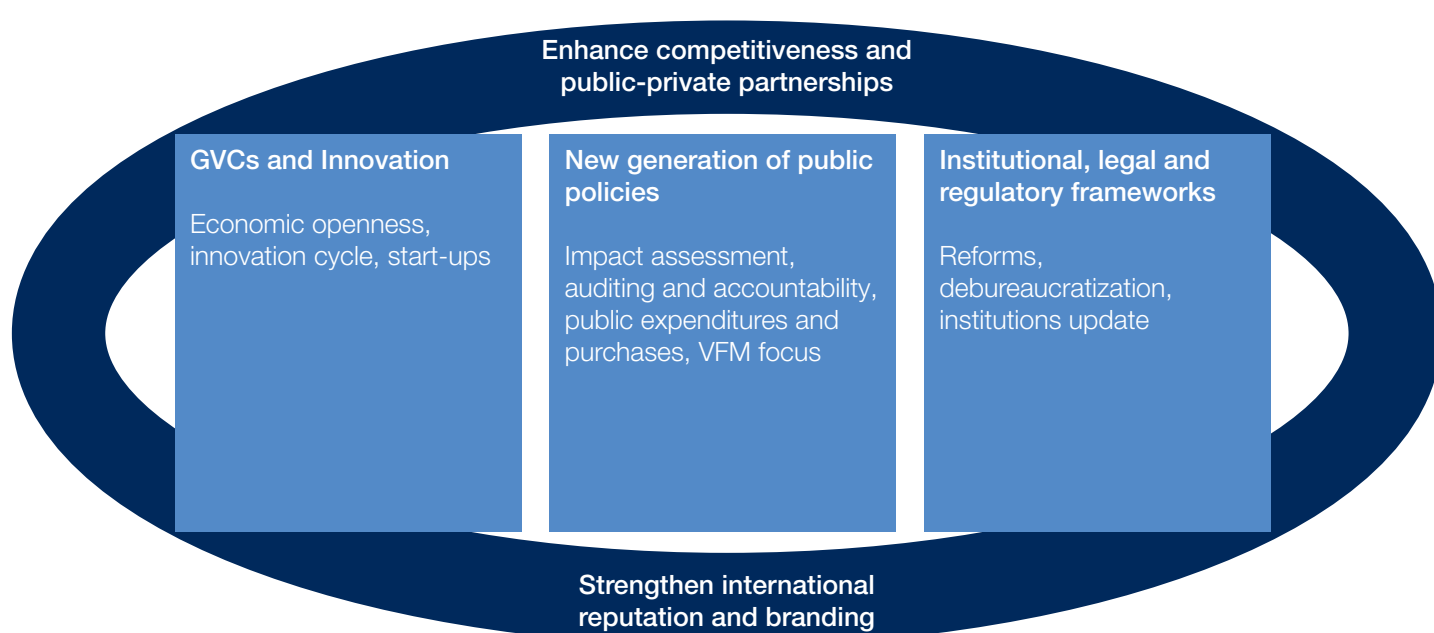 Enhance competitiveness and
public-private partnerships
GVCs and Innovation
Economic openness,
innovation cycle, start-ups
New generation of public
policies
Impact assessment,
auditing and accountability,
public expenditures and
purchases, VFM focus
Institutional, legal and
regulatory frameworks
Reforms,
debureaucratization,
institutions update
Strengthen international
reputation and branding